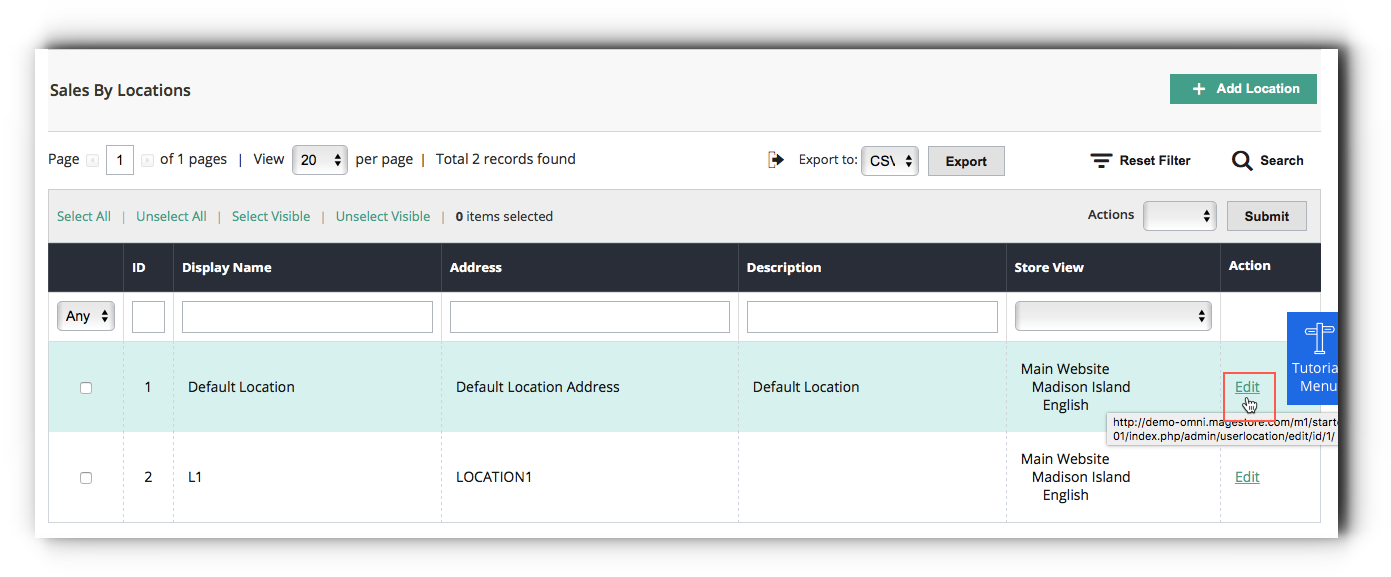 Sales By Locations
+ Add Location
Page 1 of 1 pages | View 20 per page | Total 2 records found Export to: CSV Export Reset Filter Search
Select All | Unselect All | Select Visible | Unselect Visible | 0 items selected Actions Submit
ID Display Name Address Description Store View Action
Any
1 Default Location Default Location Address Default Location Main Website
Madison Island
English
Edit
Tutorial
Menu
http://demo-omni.magestore.com/m1/start
01/index.php/admin/userlocation/edit/id/1/
2 L1 LOCATION1 Main Website
Madison Island
English
Edit